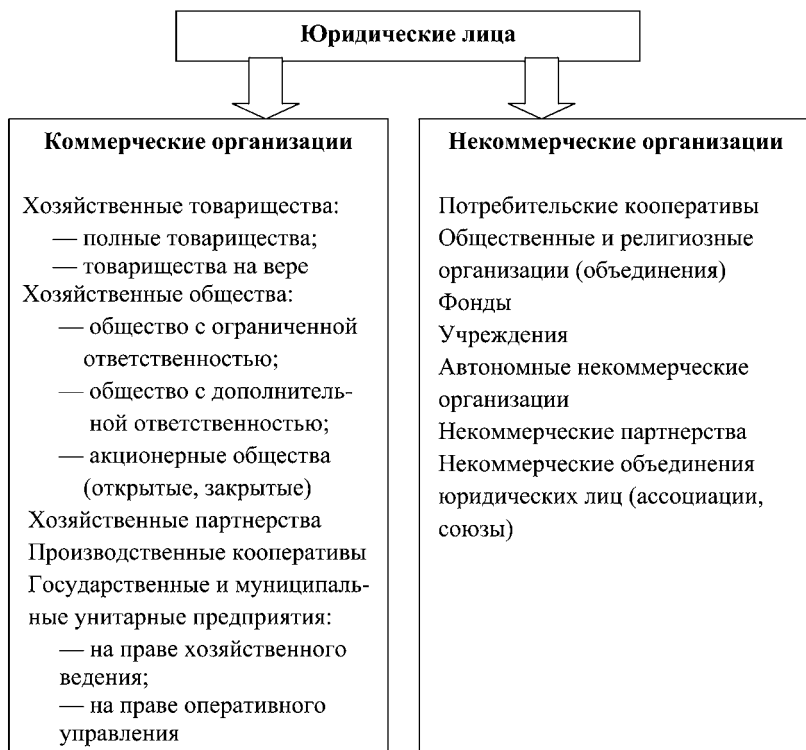 Юридические лица
Коммерческие организации
Хозяйственные товарищества:
— полные товарищества;
— товарищества на вере
Хозяйственные общества:
— общество с ограниченной
ответственностью;
— общество с дополнитель-
ной ответственностью;
— акционерные общества
(открытые, закрытые)
Хозяйственные партнерства
Производственные кооперативы
Государственные и муниципаль-
ные унитарные предприятия:
— на праве хозяйственного
ведения;
— на праве оперативного
управления
Некоммерческие организации
Потребительские кооперативы
Общественные и религиозные
организации (объединения)
Фонды
Учреждения
Автономные некоммерческие
организации
Некоммерческие партнерства
Некоммерческие объединения
юридических лиц (ассоциации,
союзы)